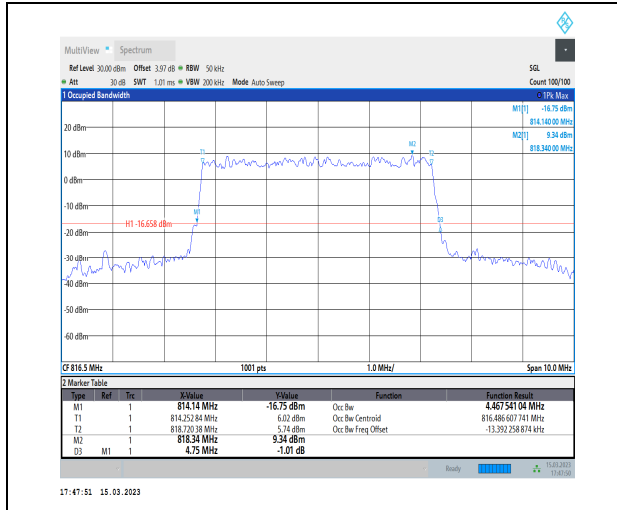 MultiView Spectrum
Ref Level 30.00 dBm Offset 3.97 dB RBW 50 kHz SGL
Att 30 dB SWT 1.01 ms VBW 200 kHz Mode Auto Sweep Count 100/100
1 Occupied Bandwidth 1Pk Max
M1[1] -16.75 dBm
814.14000 MHz
M2[1] 9.34 dBm
818.34000 MHz
20 dBm
M2
10 dBm T1 T2
0 dBm
-10 dBm
M1
H1 -16.658 dBm D3
-20 dBm
-30 dBm
-40 dBm
-50 dBm
-60 dBm
CF 816.5 MHz 1001 pts 1.0 MHz/ Span 10.0 MHz
2 Marker Table
Type Ref Trc X-Value Y-Value Function Function Result
M1 1 814.14 MHz -16.75 dBm Occ Bw 4.467 541 04 MHz
T1 1 814.252 84 MHz 6.02 dBm Occ Bw Centroid 816.486 607 741 MHz
T2 1 818.720 38 MHz 5.74 dBm Occ Bw Freq Offset -13.392 258 874 kHz
M2 1 818.34 MHz 9.34 dBm
D3 M1 1 4.75 MHz -1.01 dB
Ready 15.03.2023
17:47:50
17:47:51 15.03.2023